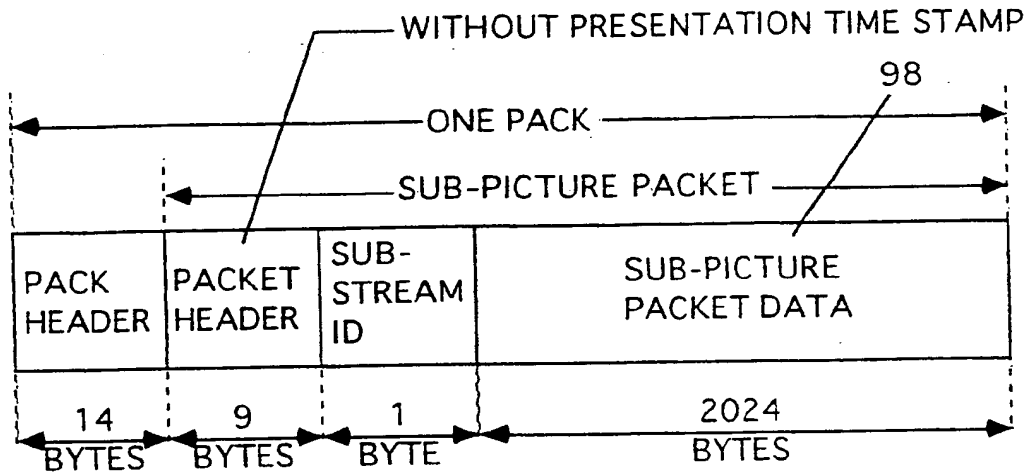 WITHOUT PRESENTATION TIME STAMP
98
ONE PACK
SUB-PICTURE PACKET
PACK
HEADER
PACKET
HEADER
SUB-
STREAM
ID
SUB-PICTURE
PACKET DATA
14
BYTES
9
BYTES
1
BYTE
2024
BYTES